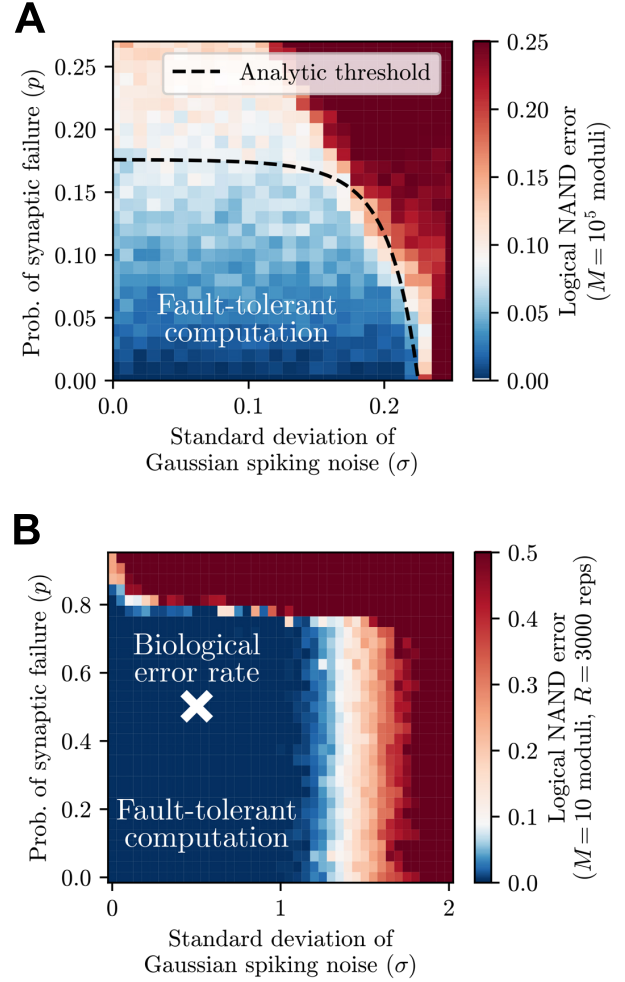 A
Prob. of synaptic failure (p)
0.25
0.20
0.15
0.10
0.05
0.00
Analytic threshold
Fault-tolerant
computation
0.0
0.1
0.2
Standard deviation of
Gaussian spiking noise (σ)
0.25
0.20
0.15
0.10
0.05
0.00
Logical NAND error
(M = 10⁵ moduli)
B
Prob. of synaptic failure (p)
0.8
0.6
0.4
0.2
0.0
Biological
error rate
Fault-tolerant
computation
0
1
2
Standard deviation of
Gaussian spiking noise (σ)
0.5
0.4
0.3
0.2
0.1
0.0
Logical NAND error
(M = 10 moduli, R = 3000 reps)